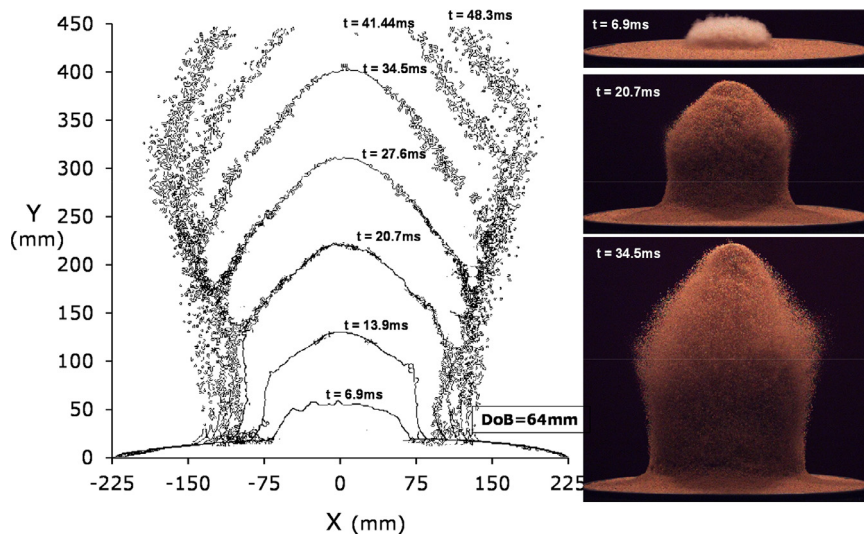 t = 41.44ms
t = 48.3ms
t = 34.5ms
t = 27.6ms
t = 20.7ms
t = 13.9ms
t = 6.9ms
DoB=64mm
Y
(mm)
450
400
350
300
250
200
150
100
50
0
-225 -150 -75 0 75 150 225
X (mm)
t = 6.9ms
t = 20.7ms
t = 34.5ms